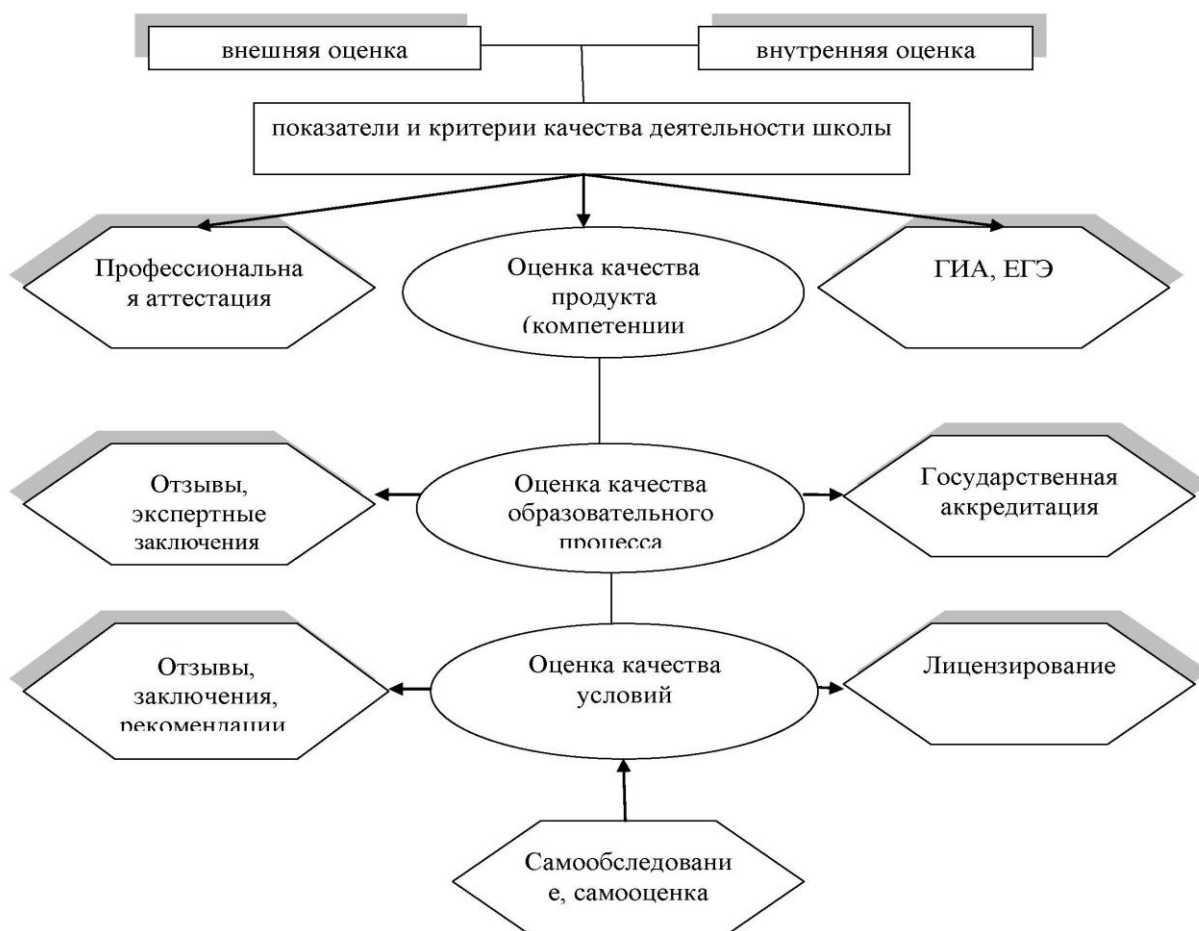 внешняя оценка
внутренняя оценка
показатели и критерии качества деятельности школы
Профессиональна
я аттестация
Оценка качества
продукта
(компетенции
ГИА, ЕГЭ
Отзывы,
экспертные
заключения
Оценка качества
образовательного
процесса
Государственная
аккредитация
Отзывы,
заключения,
рекомендации
Оценка качества
условий
Лицензирование
Самообследовани
е, самооценка